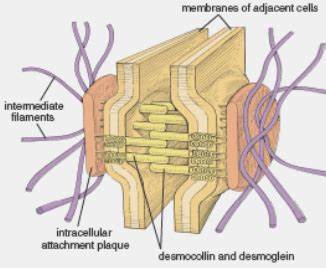 membranes of adjacent cells
intermediate
filaments
intracellular
attachment plaque
desmocollin and desmoglein